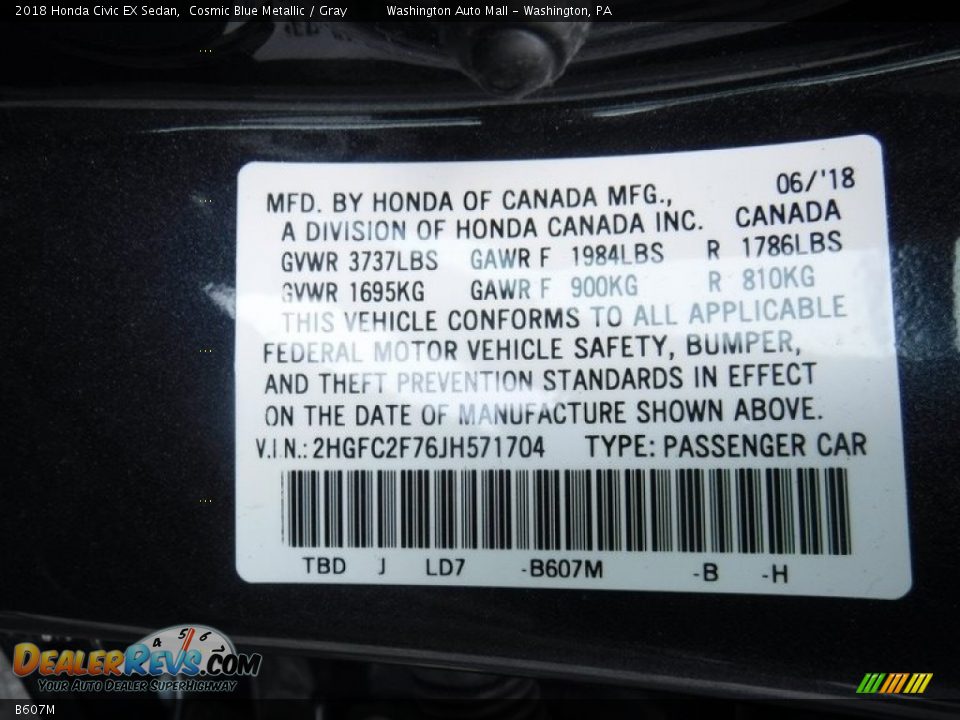 2018 Honda Civic EX Sedan, Cosmic Blue Metallic / Gray Washington Auto Mall - Washington, PA
MFD. BY HONDA OF CANADA MFG., 06/'18
A DIVISION OF HONDA CANADA INC. CANADA
GVWR 3737LBS GAWR F 1984LBS R 1786LBS
GVWR 1695KG GAWR F 900KG R 810KG
THIS VEHICLE CONFORMS TO ALL APPLICABLE
FEDERAL MOTOR VEHICLE SAFETY, BUMPER,
AND THEFT PREVENTION STANDARDS IN EFFECT
ON THE DATE OF MANUFACTURE SHOWN ABOVE.
V.I.N.: 2HGFC2F76JH571704 TYPE: PASSENGER CAR
TBD J LD7 -B607M -B -H
4 5 6 7
DEALERREVS.COM
YOUR AUTO DEALER SUPERHIGHWAY
B607M